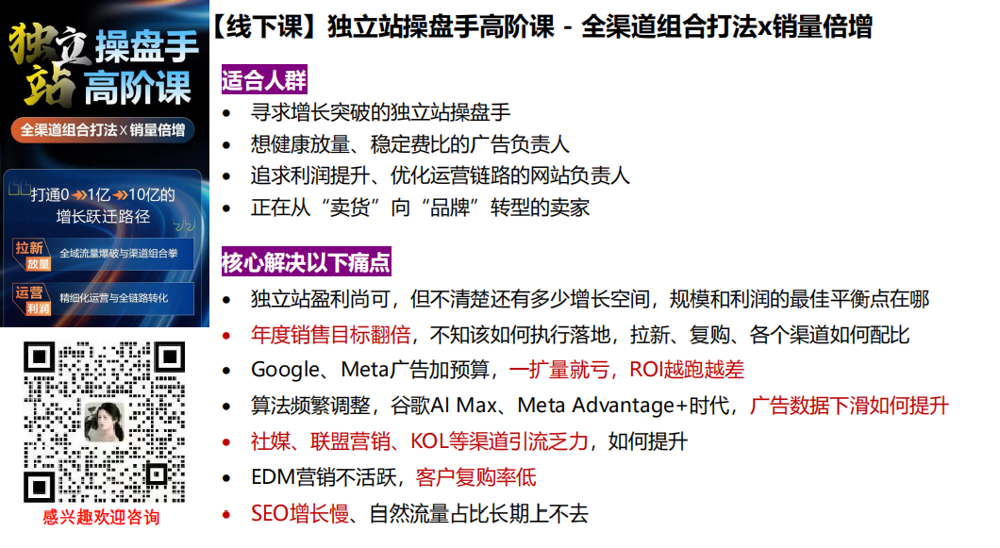 独立站 操盘手
高阶课
全渠道组合打法 X 销量倍增
打通0 1亿 10亿的
增长跃迁路径
拉新
放量
全域流量爆破与渠道组合拳
运营
利润
精细化运营与全链路转化
感兴趣欢迎咨询
【线下课】独立站操盘手高阶课 - 全渠道组合打法x销量倍增
适合人群
• 寻求增长突破的独立站操盘手
• 想健康放量、稳定费比的广告负责人
• 追求利润提升、优化运营链路的网站负责人
• 正在从“卖货”向“品牌”转型的卖家
核心解决以下痛点
• 独立站盈利尚可，但不清楚还有多少增长空间，规模和利润的最佳平衡点在哪
• 年度销售目标翻倍，不知该如何执行落地，拉新、复购、各个渠道如何配比
• Google、Meta广告加预算，一扩量就亏，ROI越跑越差
• 算法频繁调整，谷歌AI Max、Meta Advantage+时代，广告数据下滑如何提升
• 社媒、联盟营销、KOL等渠道引流乏力，如何提升
• EDM营销不活跃，客户复购率低
• SEO增长慢、自然流量占比长期上不去